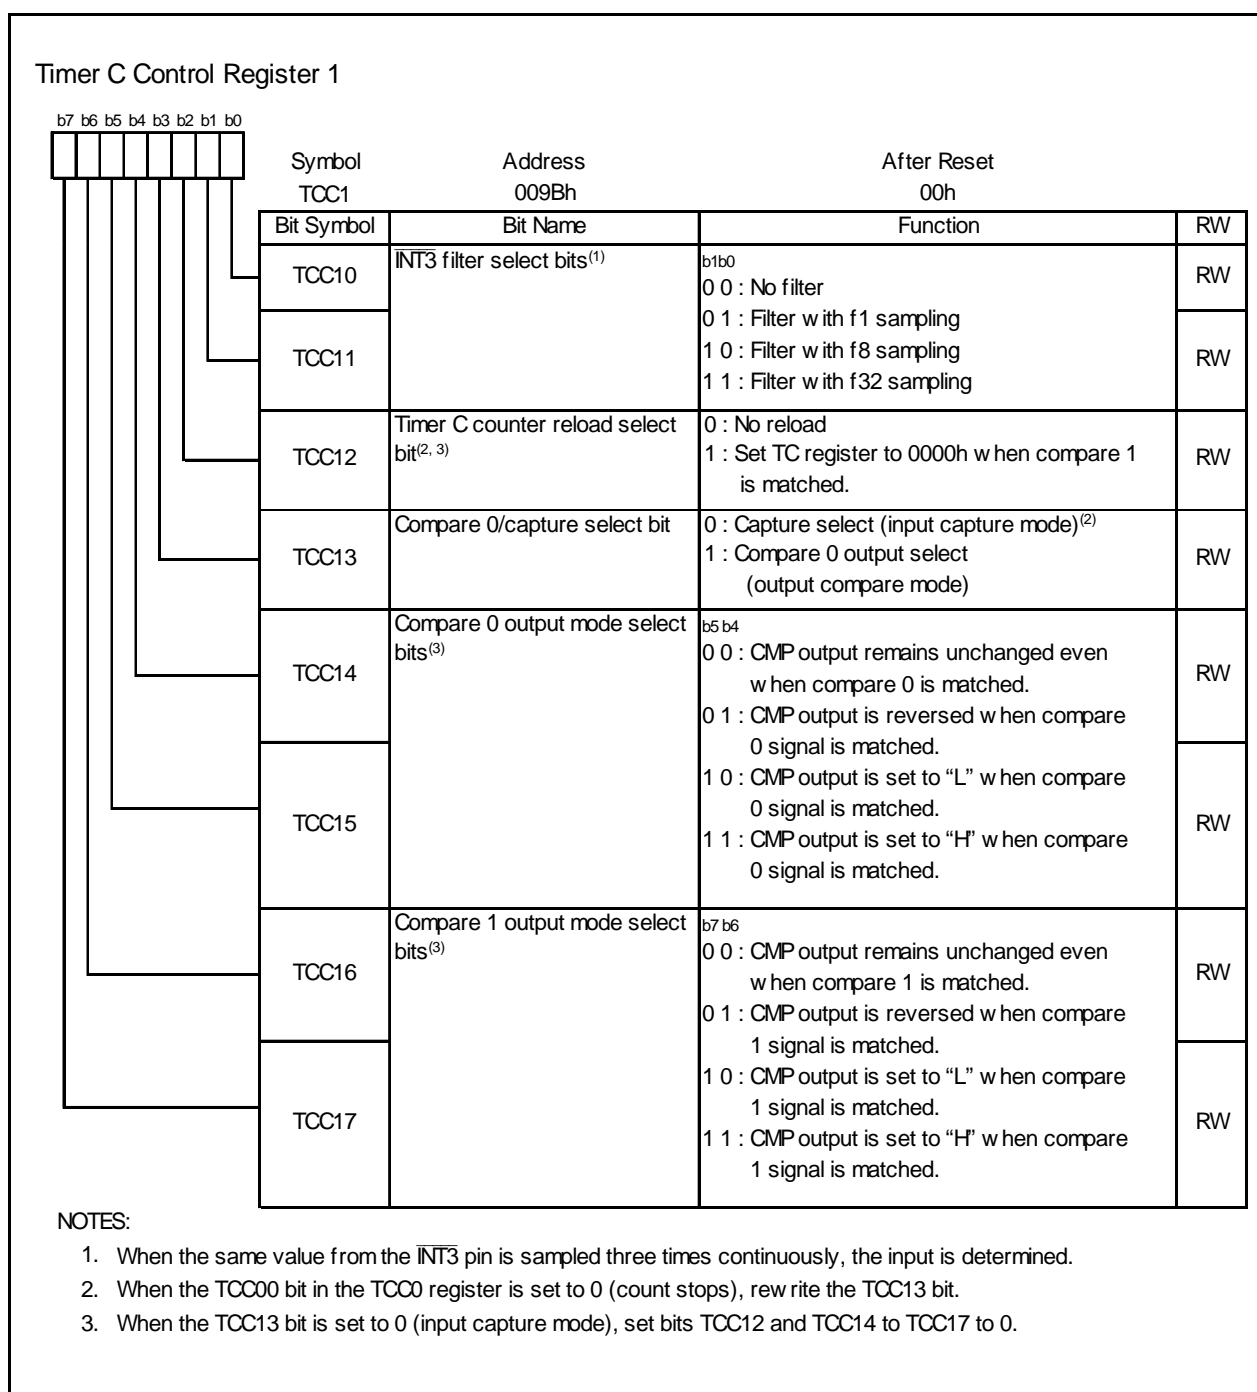 Timer C Control Register 1
b7 b6 b5 b4 b3 b2 b1 b0
Symbol Address After Reset
TCC1 009Bh 00h
Bit Symbol Bit Name Function RW
TCC10 INT3 filter select bits(1) b1b0 RW
0 0 : No filter
0 1 : Filter with f1 sampling
TCC11 1 0 : Filter with f8 sampling RW
1 1 : Filter with f32 sampling
TCC12 Timer C counter reload select 0 : No reload RW
bit(2, 3) 1 : Set TC register to 0000h when compare 1
is matched.
TCC13 Compare 0/capture select bit 0 : Capture select (input capture mode)(2) RW
1 : Compare 0 output select
(output compare mode)
TCC14 Compare 0 output mode select b5 b4 RW
bits(3) 0 0 : CMP output remains unchanged even
when compare 0 is matched.
0 1 : CMP output is reversed when compare
0 signal is matched.
TCC15 1 0 : CMP output is set to “L” when compare RW
0 signal is matched.
1 1 : CMP output is set to “H” when compare
0 signal is matched.
TCC16 Compare 1 output mode select b7 b6 RW
bits(3) 0 0 : CMP output remains unchanged even
when compare 1 is matched.
0 1 : CMP output is reversed when compare
1 signal is matched.
TCC17 1 0 : CMP output is set to “L” when compare RW
1 signal is matched.
1 1 : CMP output is set to “H” when compare
1 signal is matched.
NOTES:
1. When the same value from the INT3 pin is sampled three times continuously, the input is determined.
2. When the TCC00 bit in the TCC0 register is set to 0 (count stops), rewrite the TCC13 bit.
3. When the TCC13 bit is set to 0 (input capture mode), set bits TCC12 and TCC14 to TCC17 to 0.